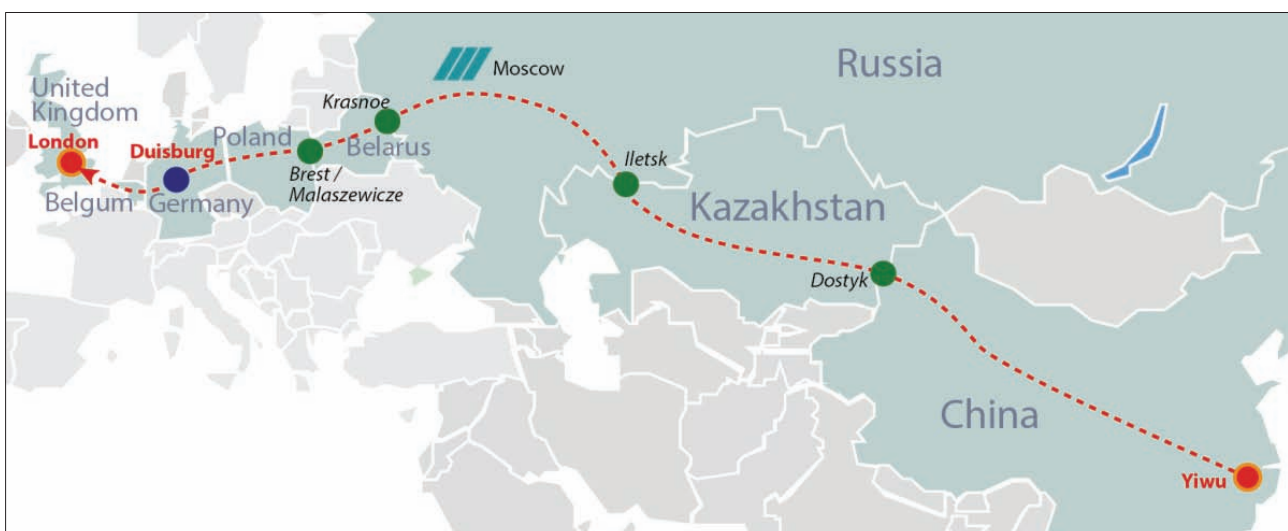 Russia
Moscow
United
Kingdom
London
Krasnoe
Poland
Duisburg
Belarus
Brest /
Malaszewicze
Belgum
Germany
Iletsk
Kazakhstan
Dostyk
China
Yiwu